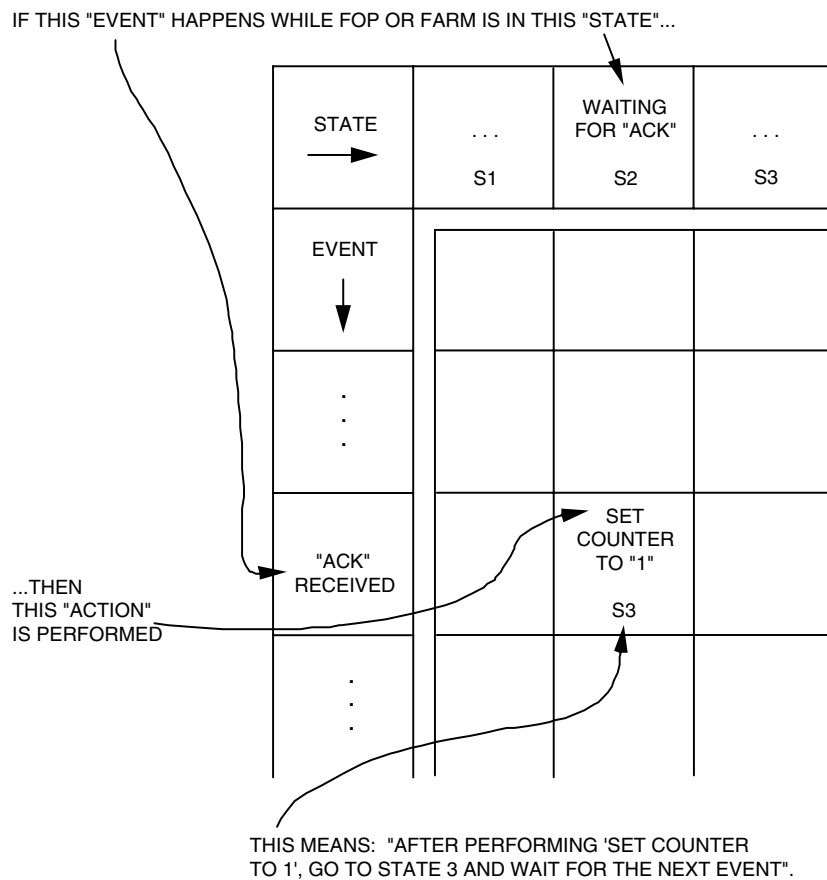 IF THIS "EVENT" HAPPENS WHILE FOP OR FARM IS IN THIS "STATE"...
STATE
. . .
S1
WAITING
FOR "ACK"
S2
. . .
S3
EVENT
.
.
.
"ACK"
RECEIVED
SET
COUNTER
TO "1"
S3
...THEN
THIS "ACTION"
IS PERFORMED
.
.
.
THIS MEANS: "AFTER PERFORMING 'SET COUNTER
TO 1', GO TO STATE 3 AND WAIT FOR THE NEXT EVENT".